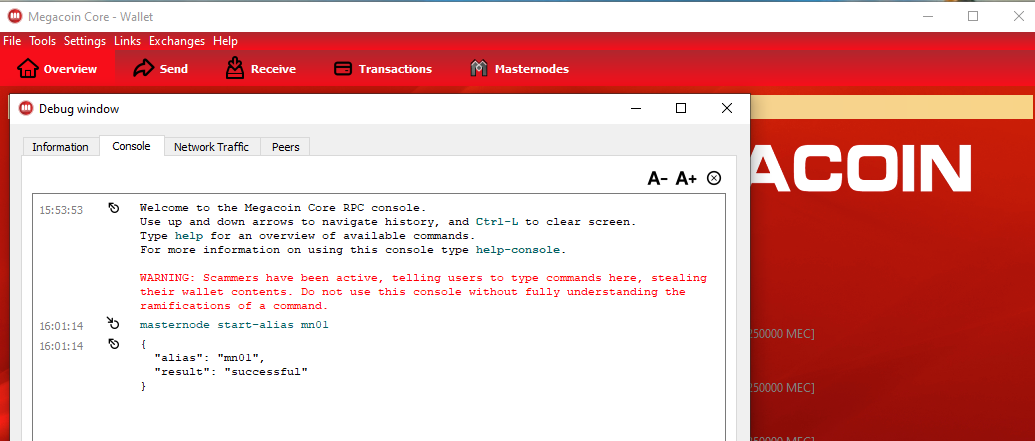 Megacoin Core - Wallet
File Tools Settings Links Exchanges Help
Overview Send Receive Transactions Masternodes
Debug window
Information Console Network Traffic Peers
A- A+
ACOIN
15:53:53 Welcome to the Megacoin Core RPC console.
Use up and down arrows to navigate history, and Ctrl-L to clear screen.
Type help for an overview of available commands.
For more information on using this console type help-console.
WARNING: Scammers have been active, telling users to type commands here, stealing
their wallet contents. Do not use this console without fully understanding the
ramifications of a command.
16:01:14 masternode start-alias mn01
250000 MEC]
16:01:14 {
"alias": "mn01",
"result": "successful"
}
250000 MEC]
250000 MEC]